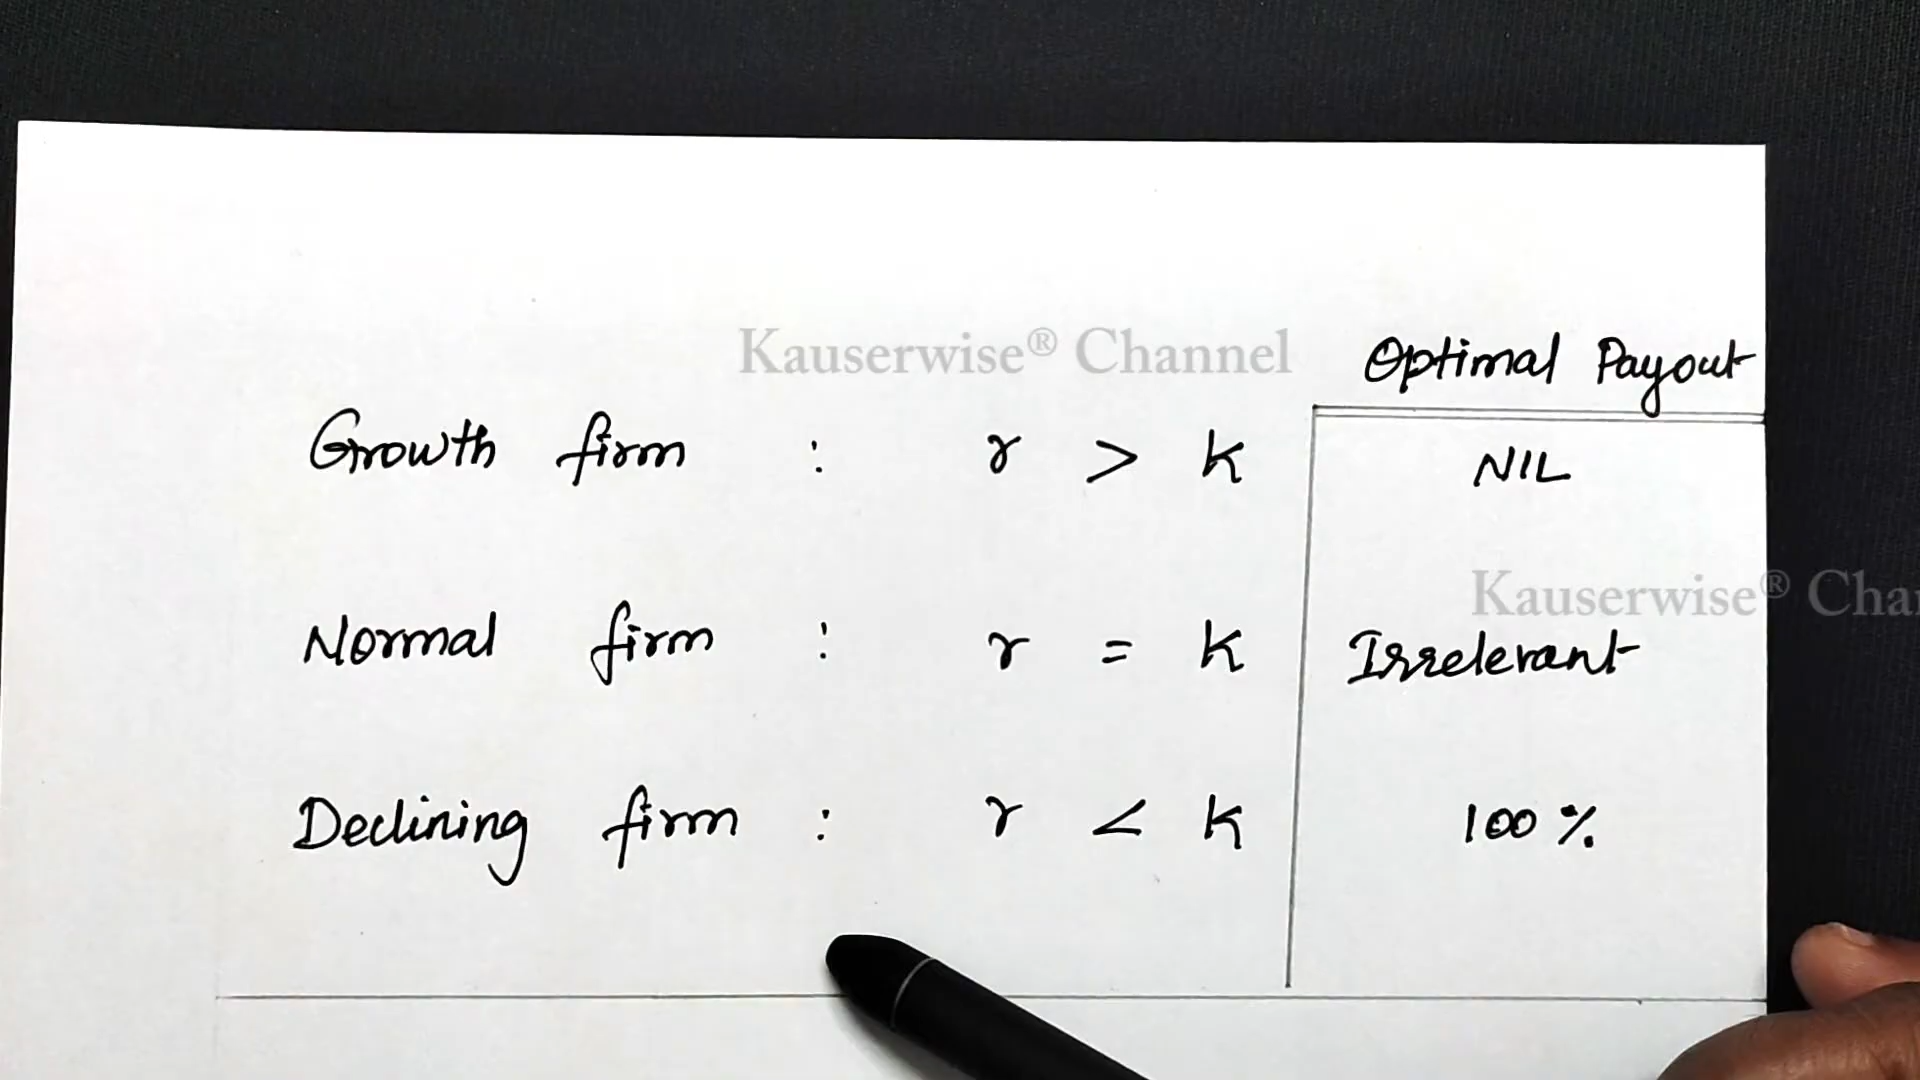 Kauserwise® Channel
Optimal Payout
Growth firm : r > k NIL
Kauserwise® Cha
Normal firm : r = k Irrelevant
Declining firm : r < k 100%